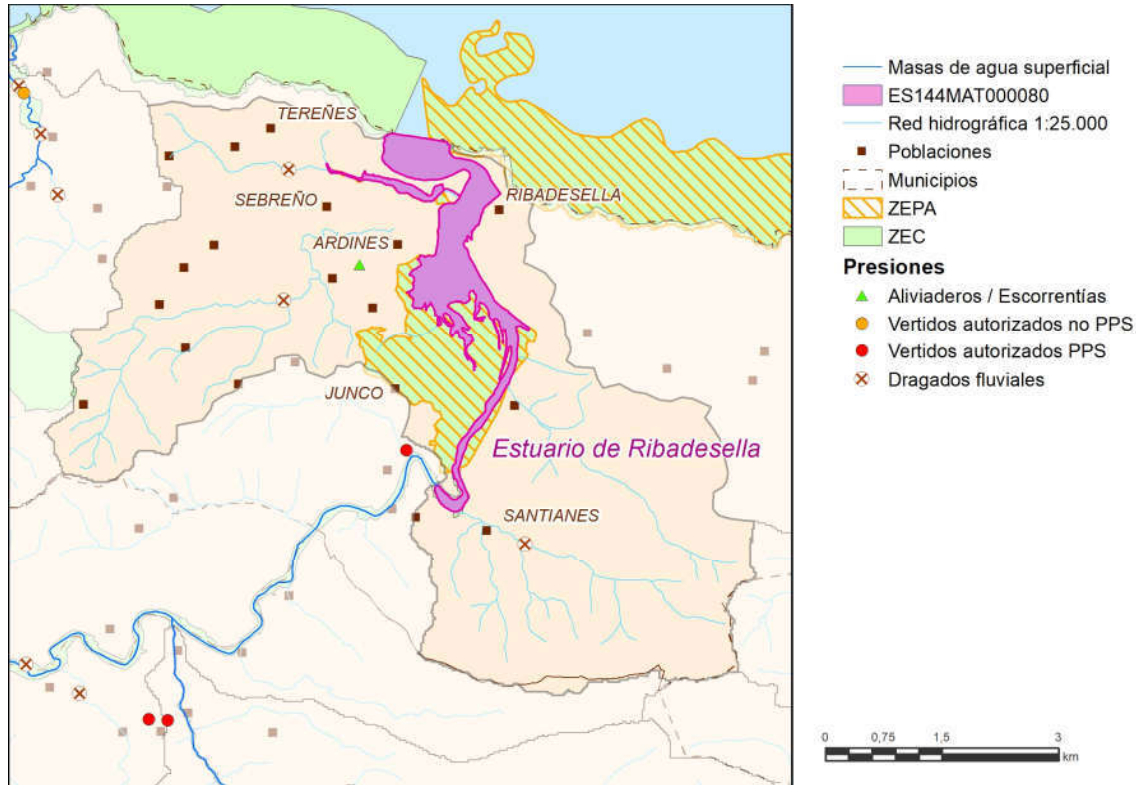 TEREÑES
SEBREÑO
RIBADESELLA
ARDINES
JUNCO
Estuario de Ribadesella
SANTIANES
Masas de agua superficial
ES144MAT000080
Red hidrográfica 1:25.000
Poblaciones
Municipios
ZEPA
ZEC
Presiones
Aliviaderos / Escorrentías
Vertidos autorizados no PPS
Vertidos autorizados PPS
Dragados fluviales
0 0,75 1,5 3
km